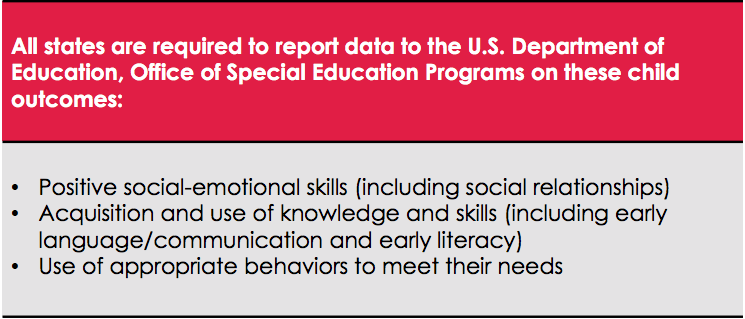 All states are required to report data to the U.S. Department of
Education, Office of Special Education Programs on these child
outcomes:
• Positive social-emotional skills (including social relationships)
• Acquisition and use of knowledge and skills (including early
language/communication and early literacy)
• Use of appropriate behaviors to meet their needs